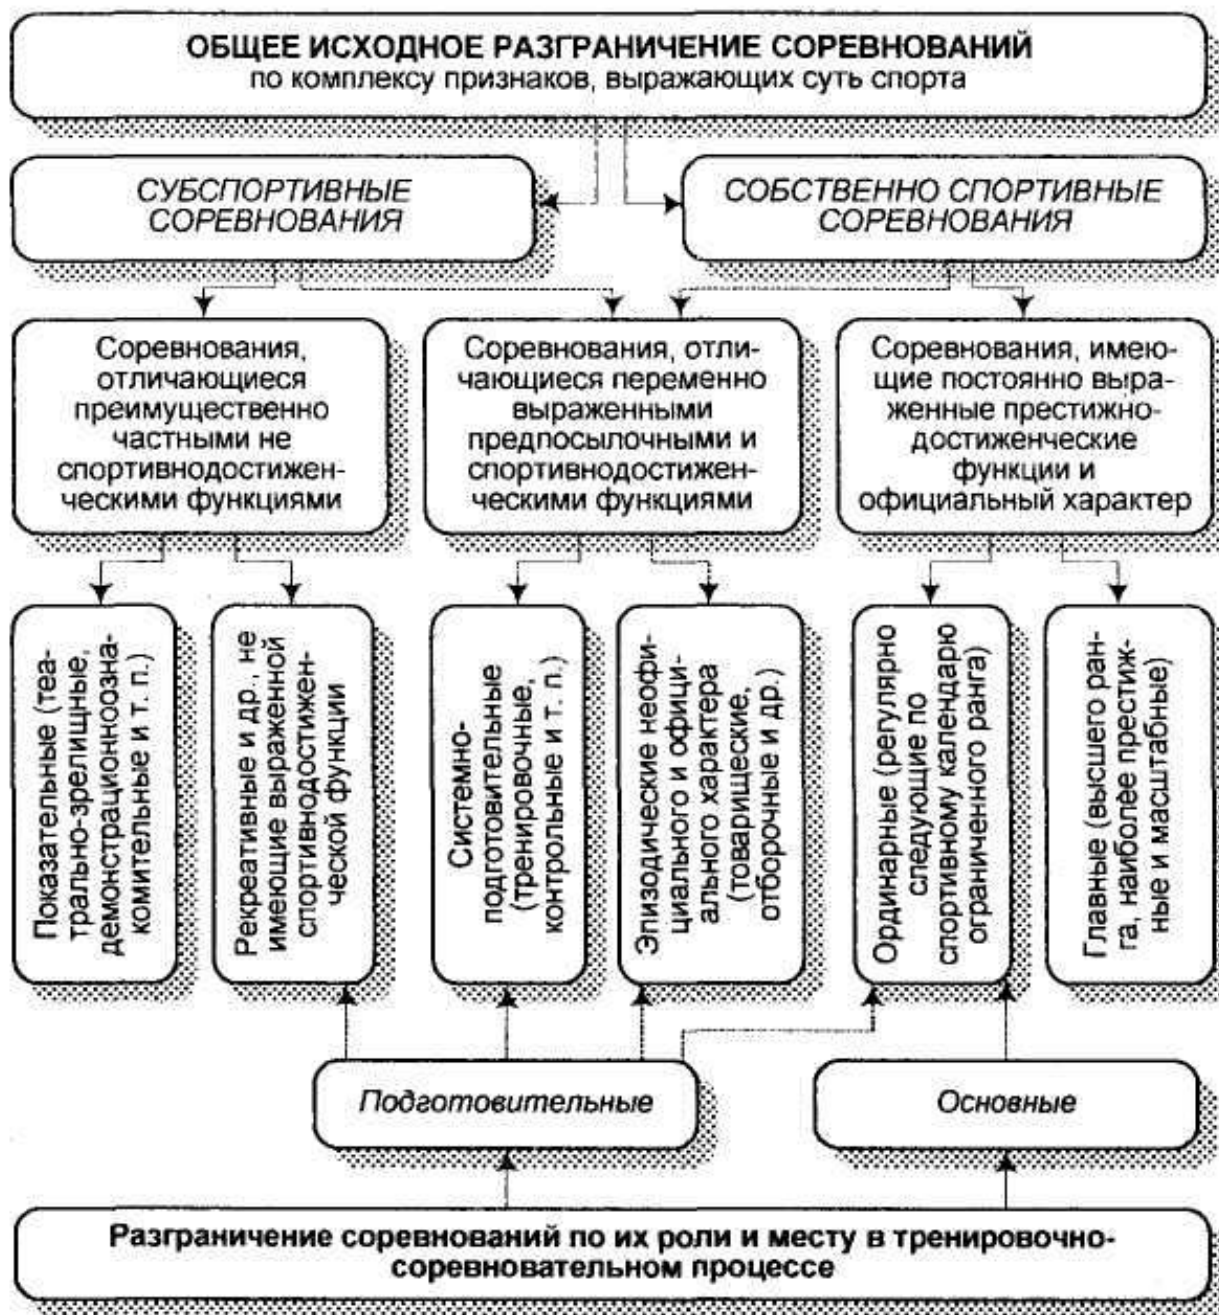 ОБЩЕЕ ИСХОДНОЕ РАЗГРАНИЧЕНИЕ СОРЕВНОВАНИЙ
по комплексу признаков, выражающих суть спорта
СУБСПОРТИВНЫЕ
СОРЕВНОВАНИЯ
СОБСТВЕННО СПОРТИВНЫЕ
СОРЕВНОВАНИЯ
Соревнования,
отличающиеся
преимущественно
частными не
спортивнодостижен-
ческими функциями
Соревнования, отли-
чающиеся переменно
выраженными
предпосылочными и
спортивнодостижен-
ческими функциями
Соревнования, имею-
щие постоянно выра-
женные престижно-
достиженческие
функции и
официальный характер
Показательные (теа-
трально-зрелищные,
демонстрационноозна-
комительные и т. п.)
Рекреативные и др., не
имеющие выраженной
спортивнодостижен-
ческой функции
Системно-
подготовительные
(тренировочные,
контрольные и т. п.)
Эпизодические неофи-
циального и офици-
ального характера
(товарищеские,
отборочные и др.)
Ординарные (регулярно
следующие по
спортивному календарю
ограниченного ранга)
Главные (высшего ран-
га, наиболее престиж-
ные и масштабные)
Подготовительные
Основные
Разграничение соревнований по их роли и месту в тренировочно-
соревновательном процессе